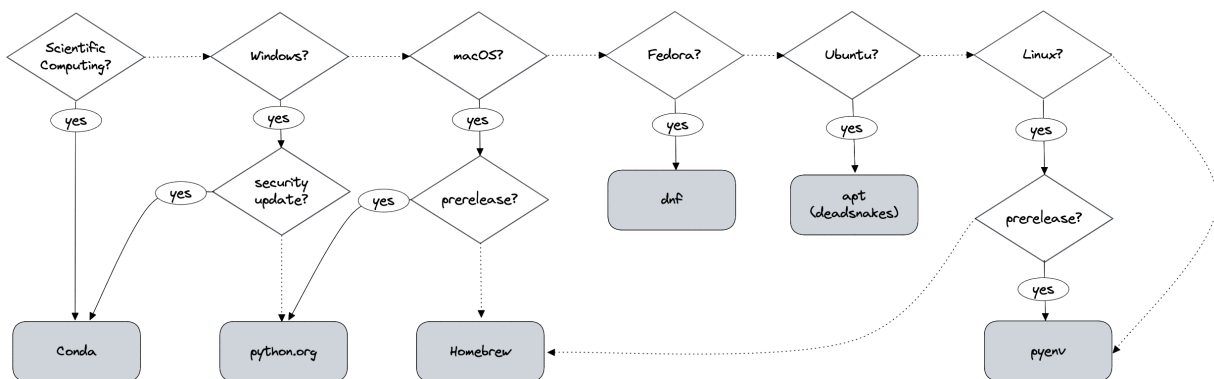 Scientific
Computing?
Windows?
macOS?
Fedora?
Ubuntu?
Linux?
yes
yes
yes
yes
yes
yes
security
update?
prerelease?
dnf
apt
(deadsnakes)
prerelease?
yes
yes
yes
Conda
python.org
Homebrew
pyenv